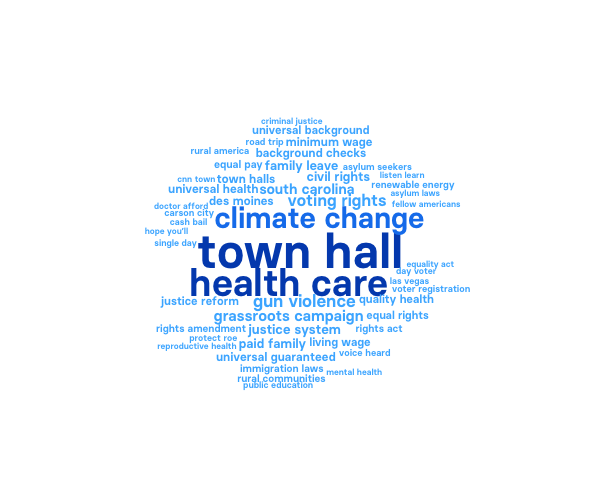 criminal justice
universal background
road trip minimum wage
rural america background checks
equal pay family leave asylum seekers
cnn town town halls civil rights listen learn
universal health south carolina renewable energy
doctor afford des moines voting rights asylum laws
carson city climate change fellow americans
cash bail
hope you'll
single day town hall
equality act
day voter
health care las vegas
voter registration
justice reform gun violence quality health
grassroots campaign equal rights
rights amendment justice system rights act
protect roe paid family living wage
reproductive health
universal guaranteed voice heard
immigration laws mental health
rural communities
public education